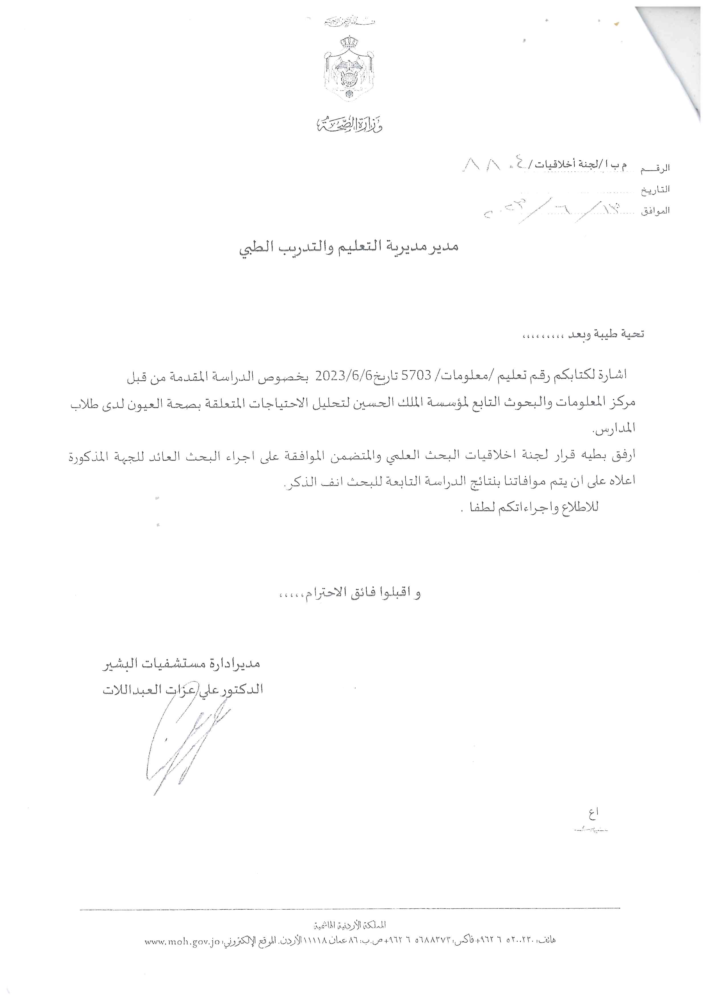 بسم الله الرحمن الرحيم
وزارة الصحة
الرقـــم م ب ا /لجنة أخلاقيات /
التاريخ
الموافق ١٣ / ٦ / ٢٠٢٣
مدير مديرية التعليم والتدريب الطبي
تحية طيبة وبعد ،،،،،،،،،
اشارة لكتابكم رقم تعليم /معلومات/ 5703 تاريخ2023/6/6 بخصوص الدراسة المقدمة من قبل
مركز المعلومات والبحوث التابع لمؤسسة الملك الحسين لتحليل الاحتياجات المتعلقة بصحة العيون لدى طلاب
المدارس.
ارفق بطيه قرار لجنة اخلاقيات البحث العلمي والمتضمن الموافقة على اجراء البحث العائد للجهة المذكورة
اعلاه على ان يتم موافاتنا بنتائج الدراسة التابعة للبحث انف الذكر.
للاطلاع واجراءاتكم لطفا .
و اقبلوا فائق الاحترام،،،،،
مديرادارة مستشفيات البشير
الدكتور علي عزات العبداللات
اع
المملكة الأردنية الهاشمية
هاتف: ٥٢٠٠٢٣٠ ٦ ٩٦٢+ فاكس: ٥٦٨٨٣٧٣ ٦ ٩٦٢+ ص.ب: ٨٦ عمان ١١١١٨ الأردن. الموقع الإلكتروني: www.moh.gov.jo